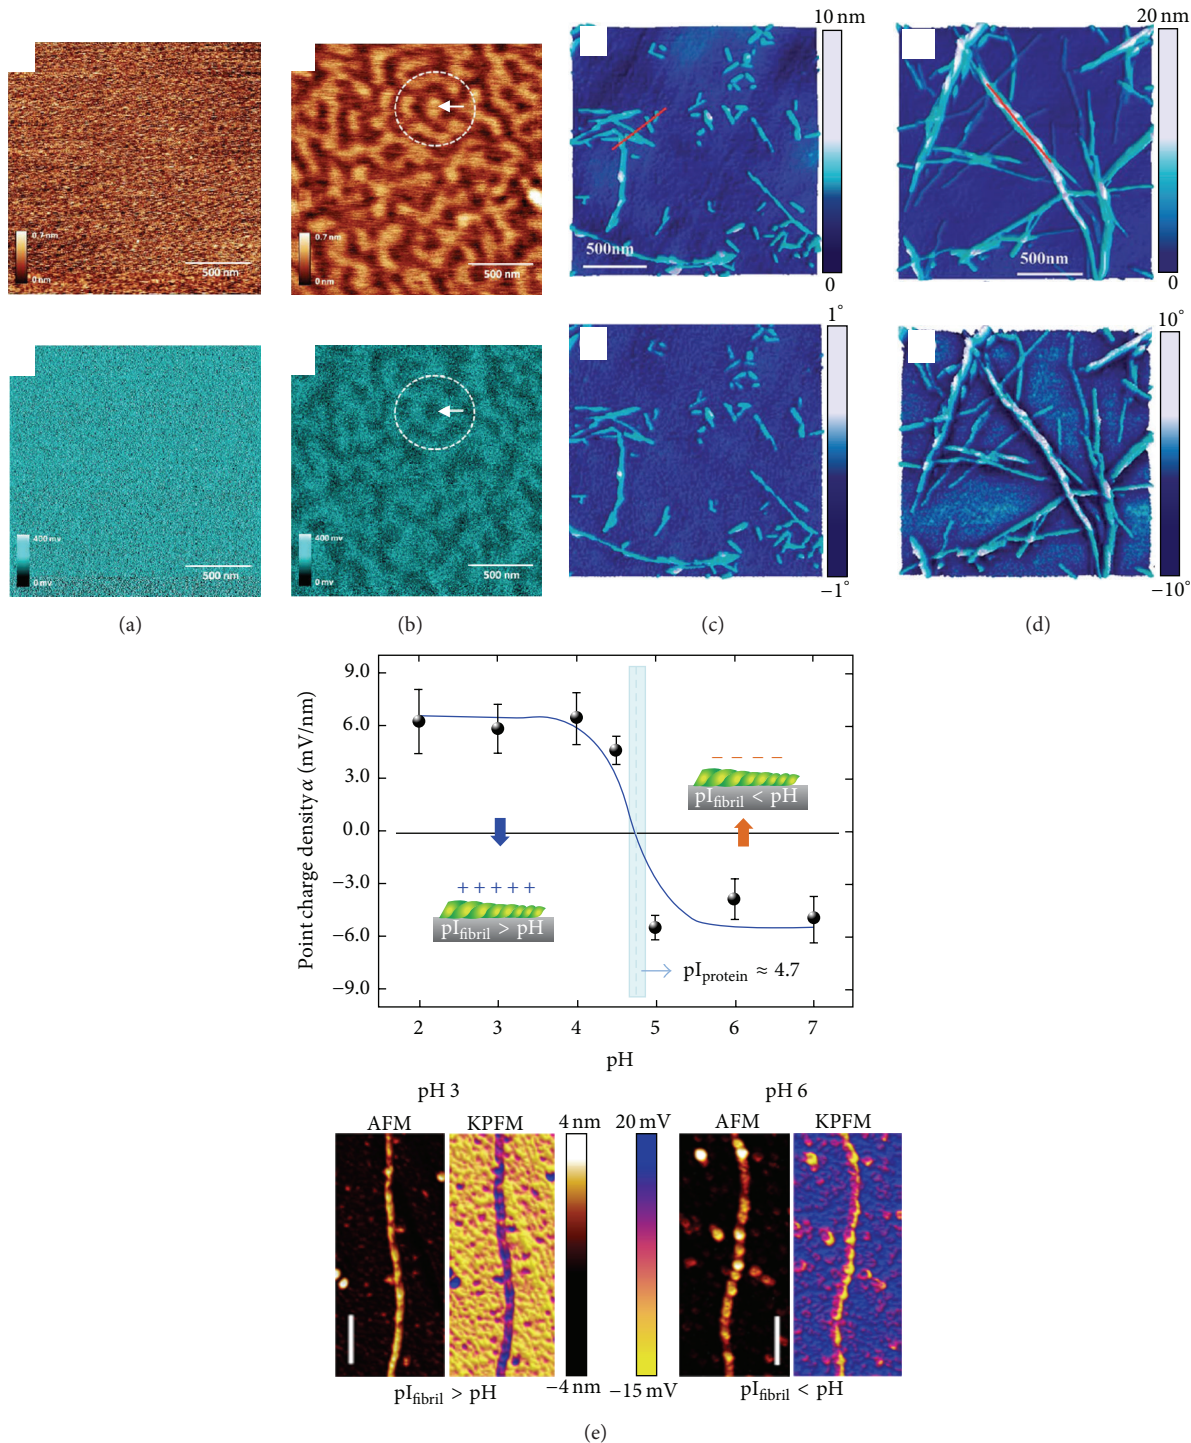 10 nm
20 nm
0.7 nm
0 nm
500 nm
0.7 nm
0 nm
500 nm
500nm
0
500nm
0
1°
10°
400 mv
0 mv
500 nm
400 mv
0 mv
500 nm
−1°
−10°
(a)
(b)
(c)
(d)
9.0
6.0
3.0
0.0
−3.0
−6.0
−9.0
Point charge density α (mV/nm)
− − − −
pI_fibril < pH
+ + + + +
pI_fibril > pH
pI_protein ≈ 4.7
2 3 4 5 6 7
pH
pH 3
pH 6
AFM KPFM 4 nm 20 mV AFM KPFM
−4 nm −15 mV
pI_fibril > pH
pI_fibril < pH
(e)